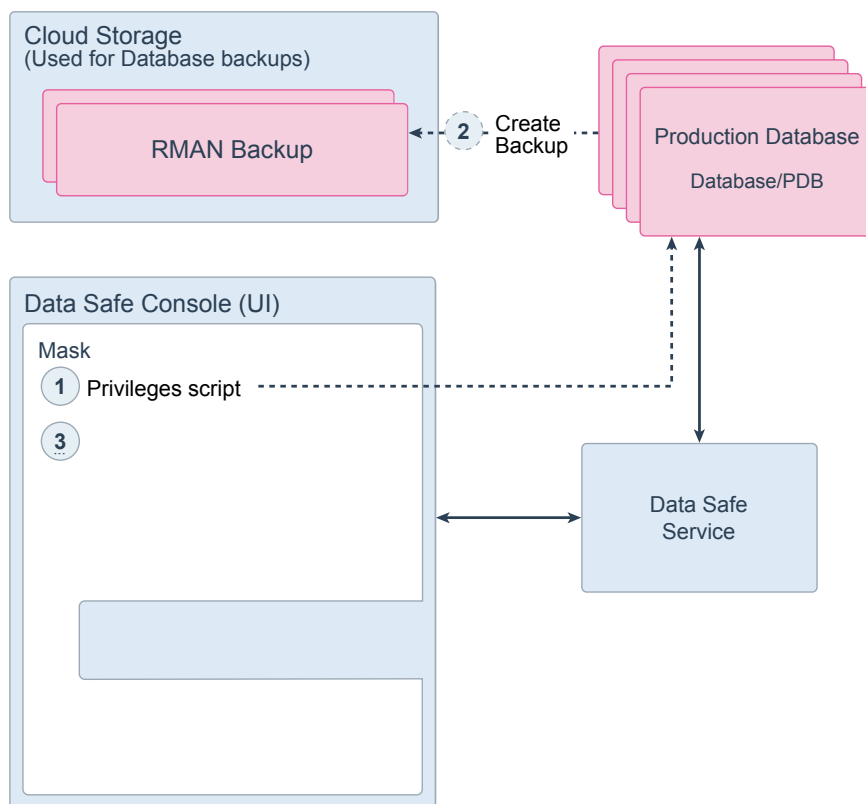 Cloud Storage
(Used for Database backups)
RMAN Backup
2
Create
Backup
Production Database
Database/PDB
Data Safe Console (UI)
Mask
1 Privileges script
3
Data Safe
Service